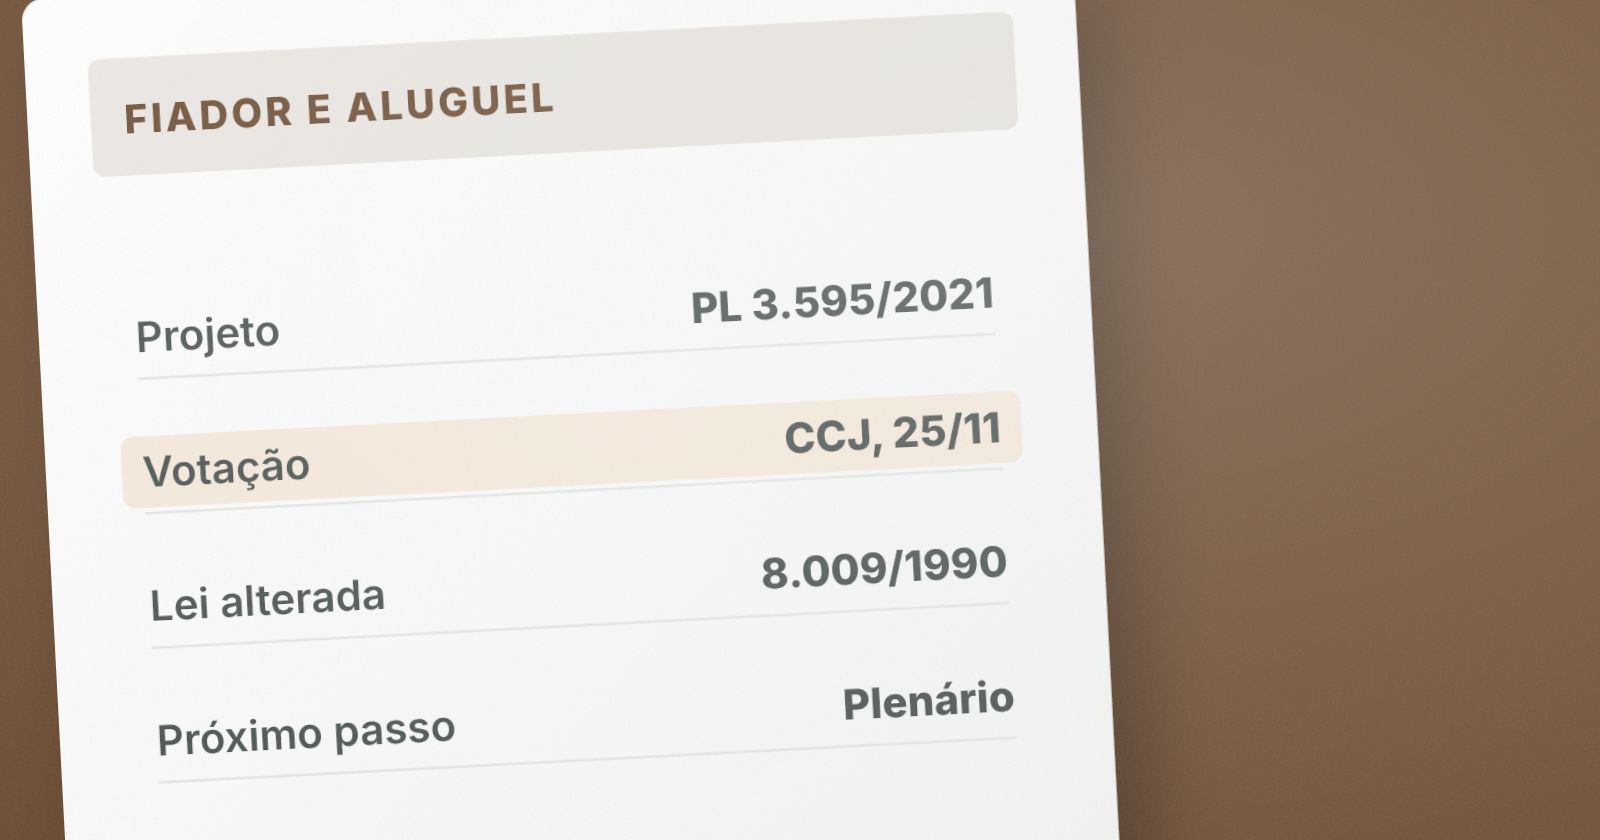 FIADOR E ALUGUEL
Projeto PL 3.595/2021
Votação CCJ, 25/11
Lei alterada 8.009/1990
Próximo passo Plenário